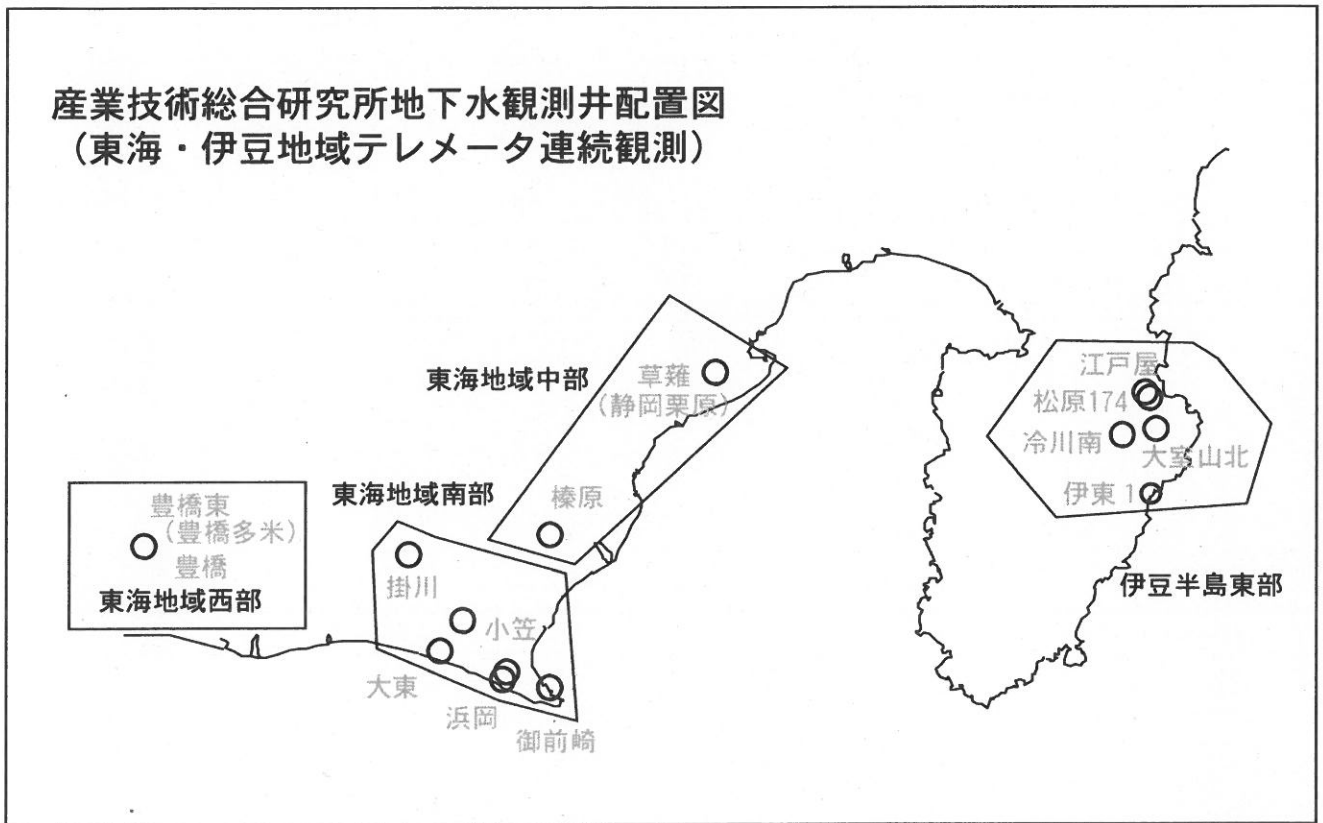 産業技術総合研究所地下水観測井配置図
（東海・伊豆地域テレメータ連続観測）
東海地域中部
草薙
（静岡栗原）
江戸屋
松原174
冷川南
大室山北
伊東1
伊豆半島東部
東海地域南部
榛原
豊橋東
（豊橋多米）
豊橋
東海地域西部
掛川
小笠
大東
浜岡
御前崎